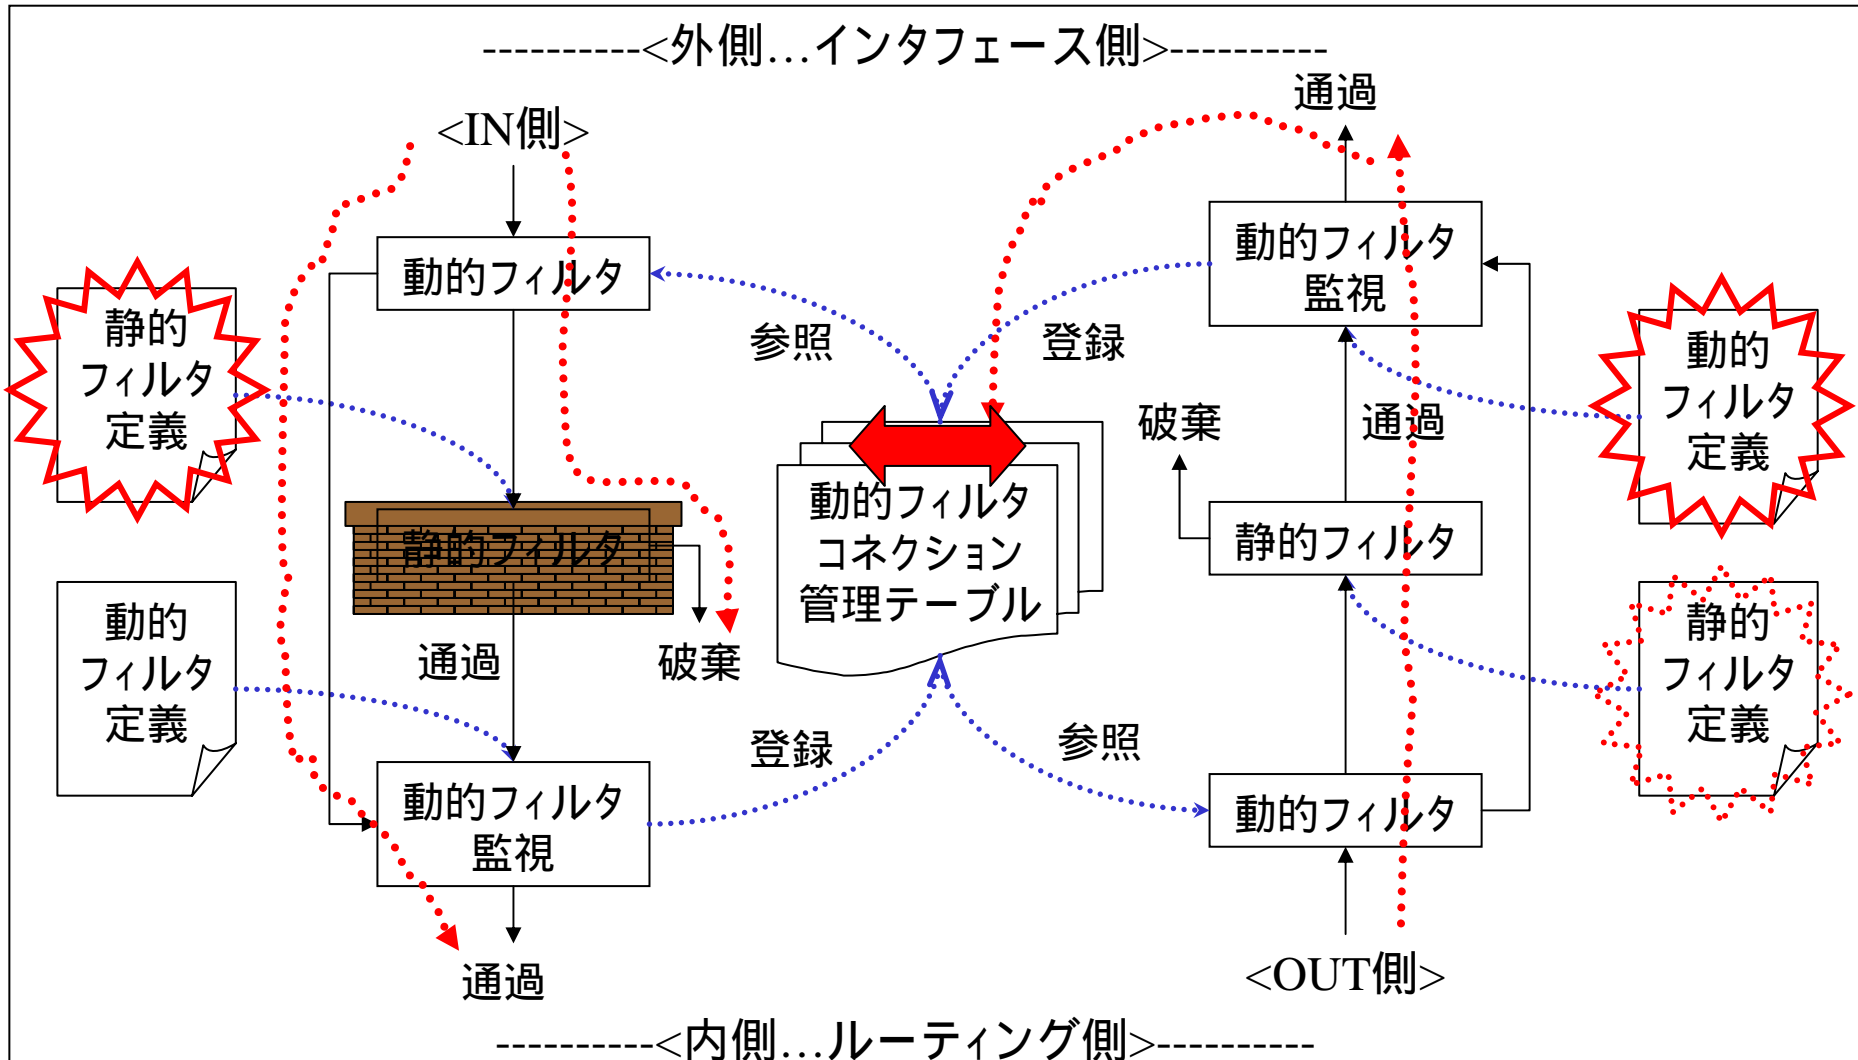 ----------<外側…インタフェース側>----------
<IN側>
通過
動的フィルタ
動的フィルタ
監視
静的
フィルタ
定義
参照
登録
動的
フィルタ
定義
破棄
通過
静的フィルタ
動的フィルタ
コネクション
管理テーブル
静的フィルタ
動的
フィルタ
定義
通過
破棄
静的
フィルタ
定義
登録
参照
動的フィルタ
監視
動的フィルタ
通過
<OUT側>
----------<内側…ルーティング側>----------